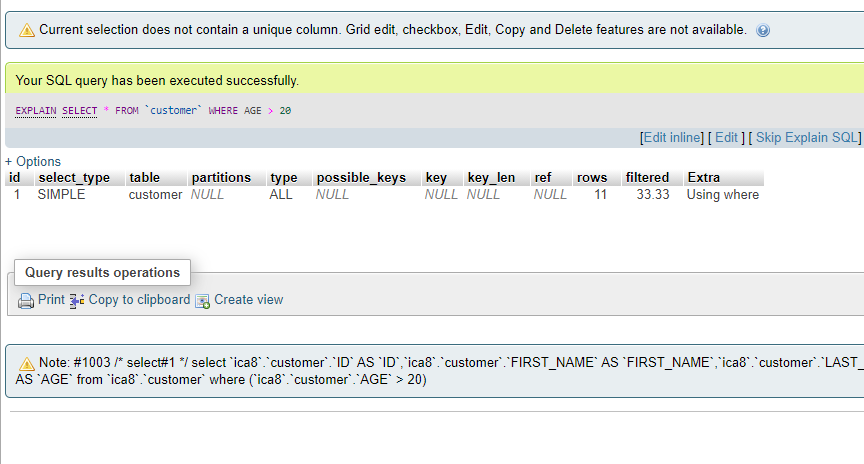 Current selection does not contain a unique column. Grid edit, checkbox, Edit, Copy and Delete features are not available.
Your SQL query has been executed successfully.
EXPLAIN SELECT * FROM `customer` WHERE AGE > 20
[Edit inline] [ Edit ] [ Skip Explain SQL]
+ Options
id select_type table partitions type possible_keys key key_len ref rows filtered Extra
1 SIMPLE customer NULL ALL NULL NULL NULL NULL 11 33.33 Using where
Query results operations
Print Copy to clipboard Create view
Note: #1003 /* select#1 */ select `ica8`.`customer`.`ID` AS `ID`,`ica8`.`customer`.`FIRST_NAME` AS `FIRST_NAME`,`ica8`.`customer`.`LAST_
AS `AGE` from `ica8`.`customer` where (`ica8`.`customer`.`AGE` > 20)